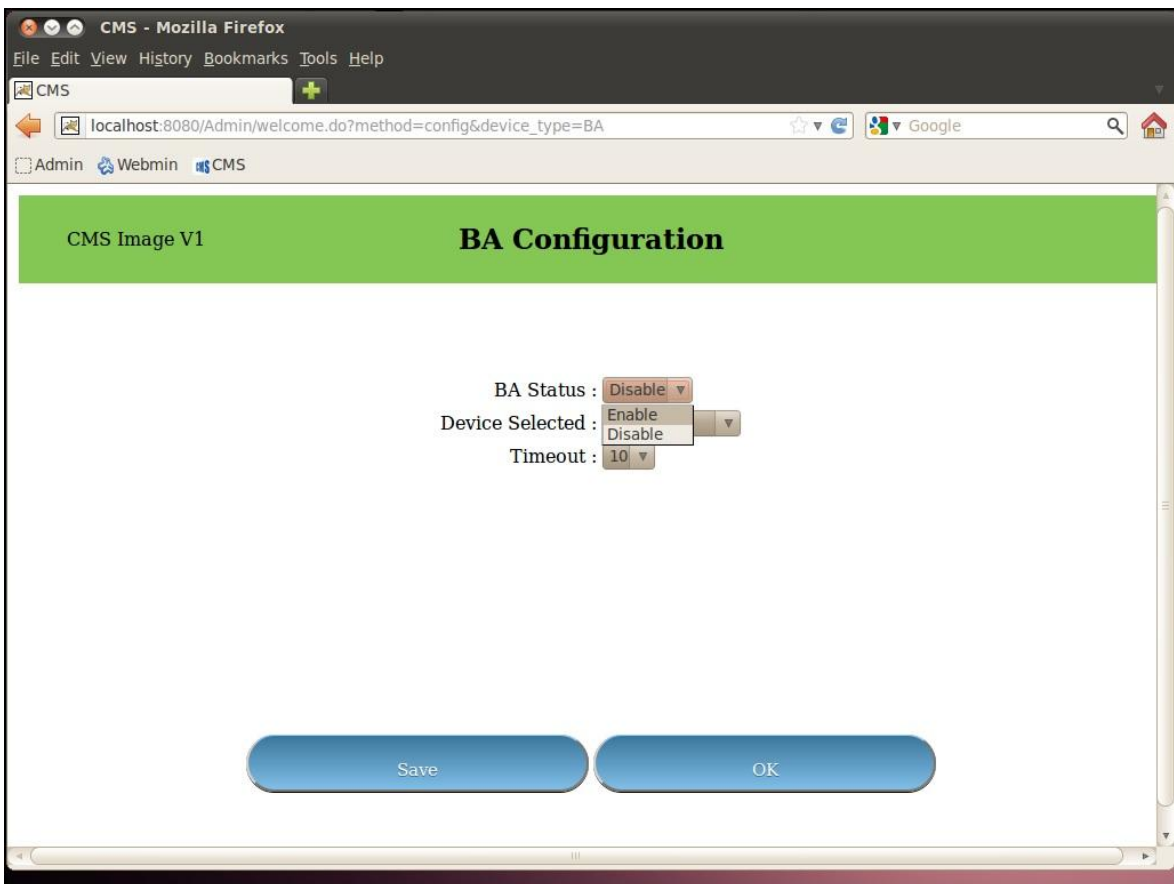 CMS - Mozilla Firefox
File Edit View History Bookmarks Tools Help
CMS
localhost:8080/Admin/welcome.do?method=config&device_type=BA
Google
Admin Webmin CMS CMS
CMS Image V1
BA Configuration
BA Status : Disable
Enable
Device Selected :
Disable
Timeout : 10
Save OK